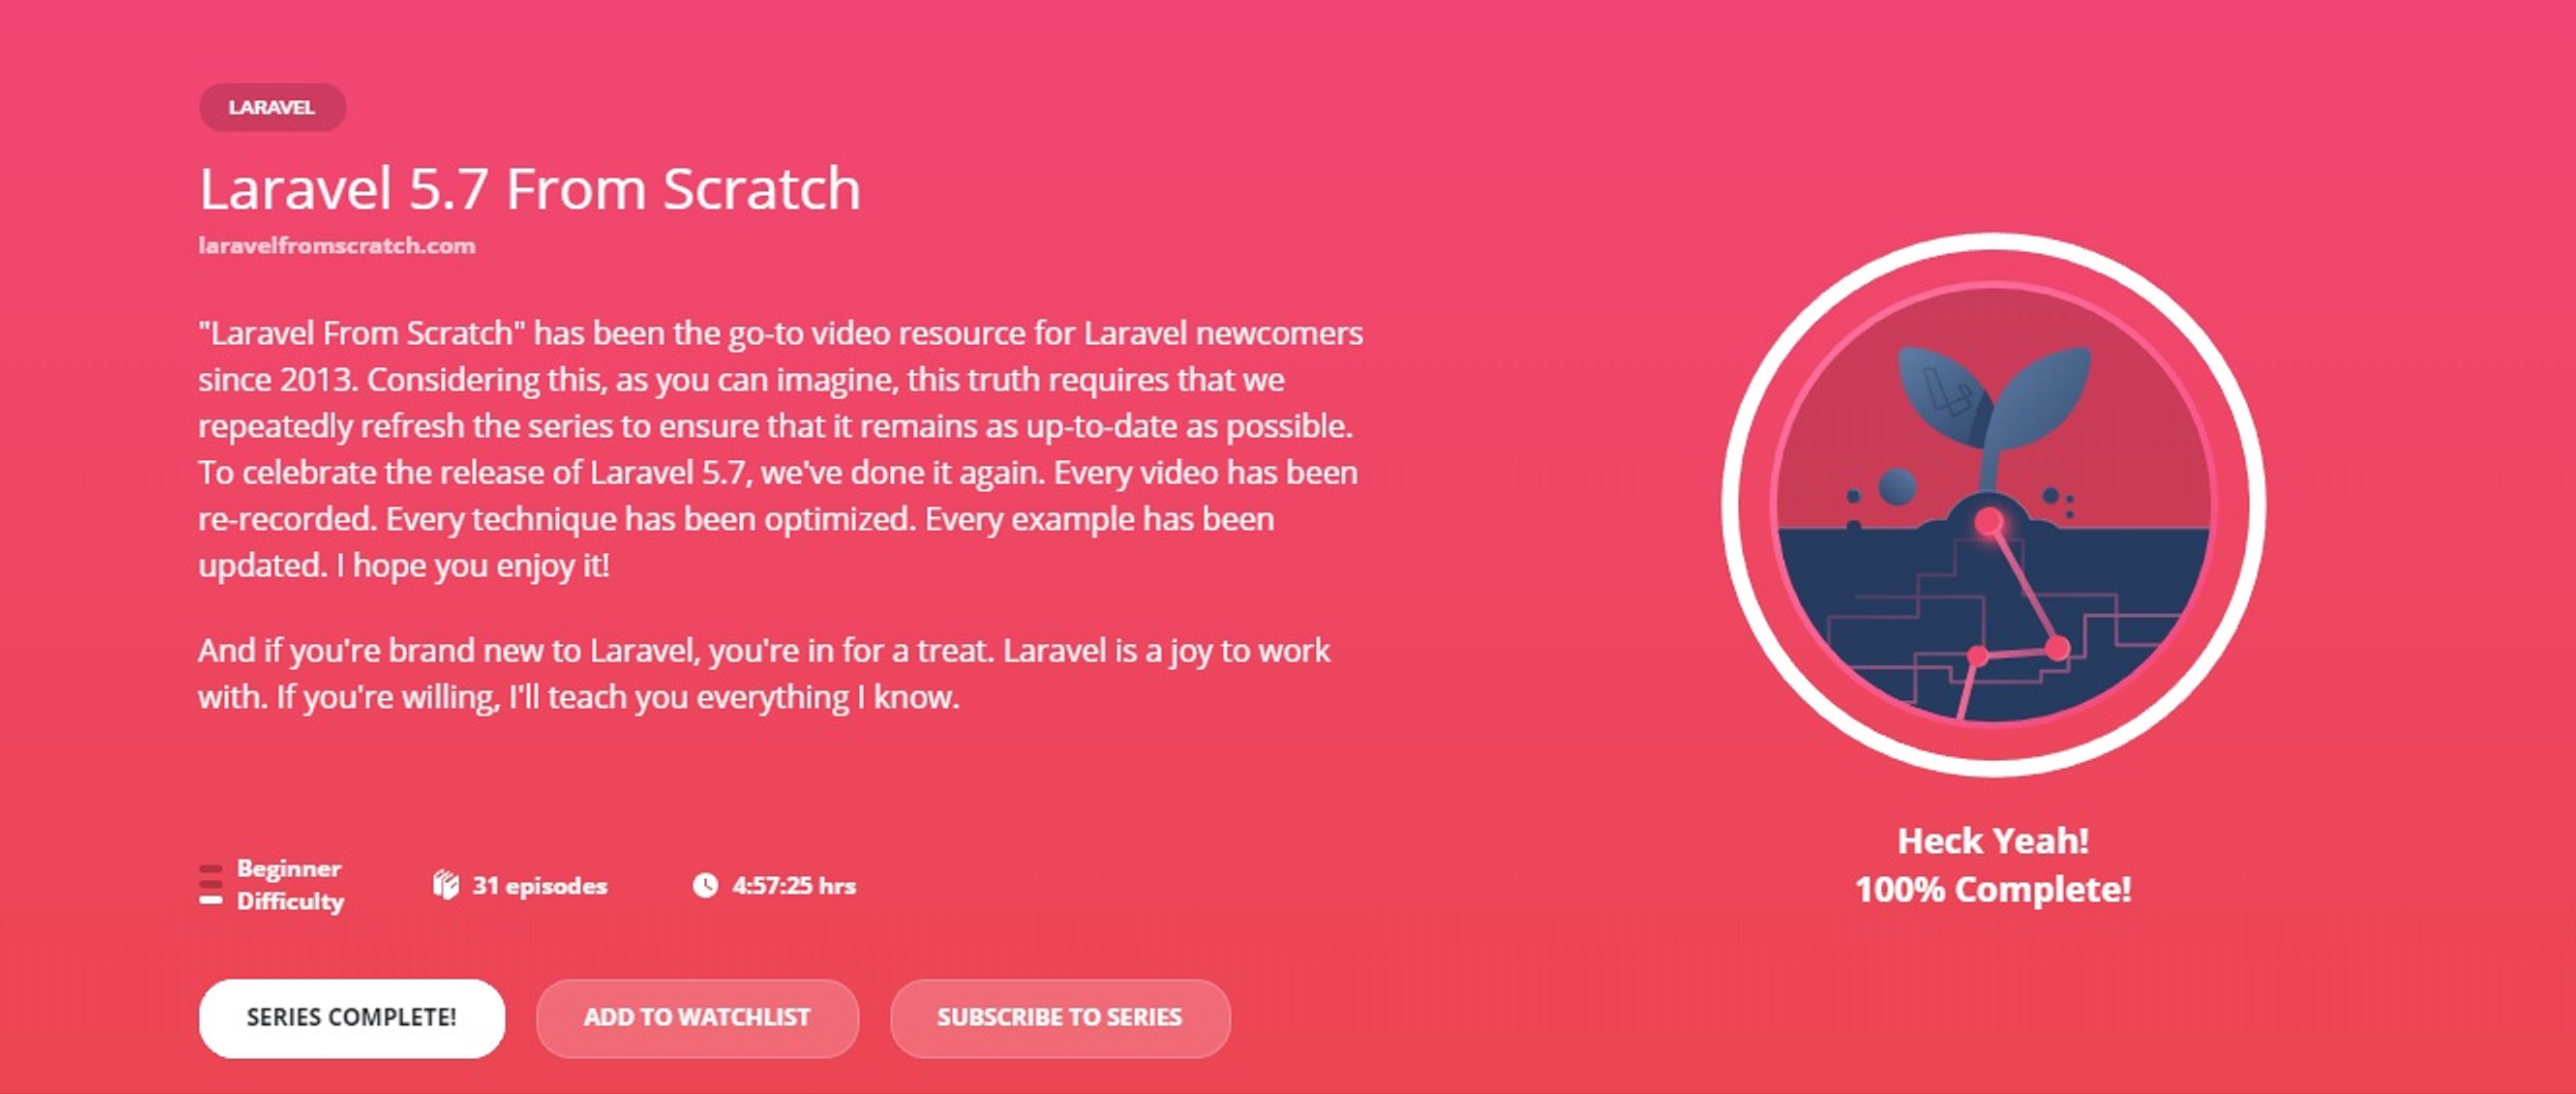 LARAVEL
Laravel 5.7 From Scratch
laravelfromscratch.com
"Laravel From Scratch" has been the go-to video resource for Laravel newcomers
since 2013. Considering this, as you can imagine, this truth requires that we
repeatedly refresh the series to ensure that it remains as up-to-date as possible.
To celebrate the release of Laravel 5.7, we've done it again. Every video has been
re-recorded. Every technique has been optimized. Every example has been
updated. I hope you enjoy it!
And if you're brand new to Laravel, you're in for a treat. Laravel is a joy to work
with. If you're willing, I'll teach you everything I know.
Beginner
Difficulty
31 episodes
4:57:25 hrs
SERIES COMPLETE!
ADD TO WATCHLIST
SUBSCRIBE TO SERIES
Heck Yeah!
100% Complete!